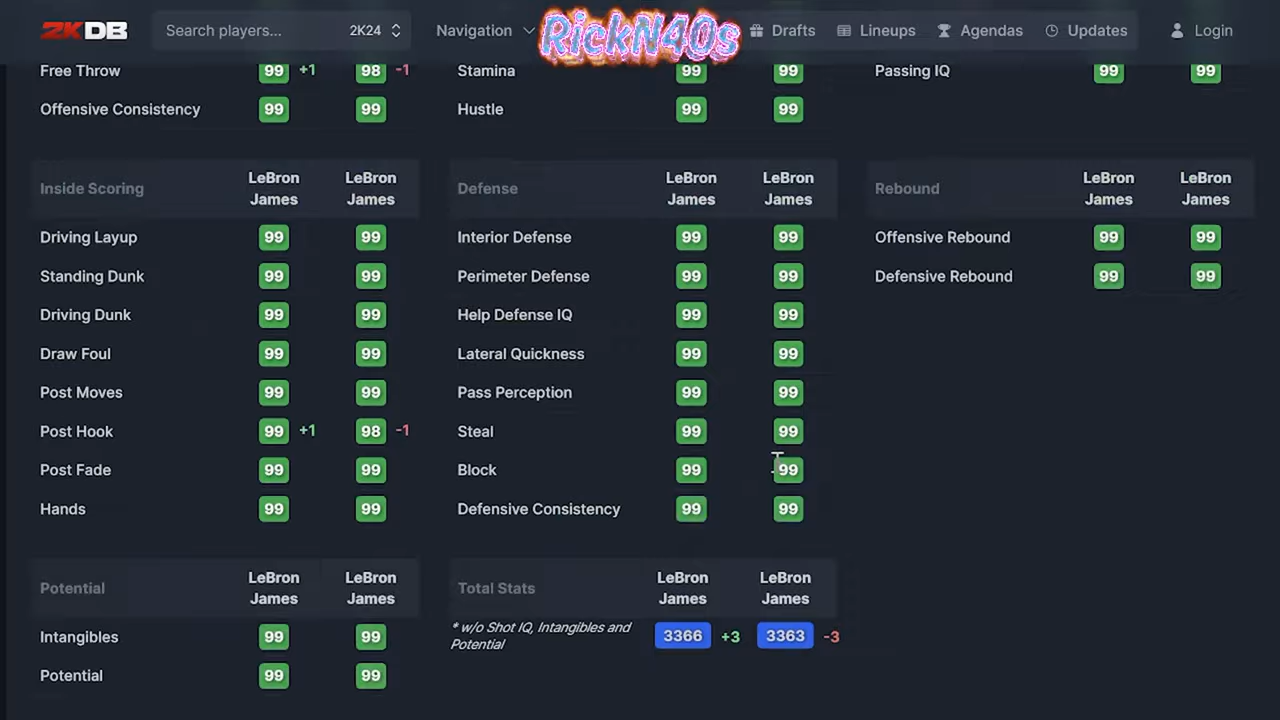 2KDB Search players... 2K24 Navigation RickN40s Drafts Lineups Agendas Updates Login
Free Throw 99 +1 98 -1 Stamina 99 99 Passing IQ 99 99
Offensive Consistency 99 99 Hustle 99 99
Inside Scoring LeBron James LeBron James Defense LeBron James LeBron James Rebound LeBron James LeBron James
Driving Layup 99 99 Interior Defense 99 99 Offensive Rebound 99 99
Standing Dunk 99 99 Perimeter Defense 99 99 Defensive Rebound 99 99
Driving Dunk 99 99 Help Defense IQ 99 99
Draw Foul 99 99 Lateral Quickness 99 99
Post Moves 99 99 Pass Perception 99 99
Post Hook 99 +1 98 -1 Steal 99 99
Post Fade 99 99 Block 99 99
Hands 99 99 Defensive Consistency 99 99
Potential LeBron James LeBron James Total Stats LeBron James LeBron James
Intangibles 99 99 * w/o Shot IQ, Intangibles and Potential 3366 +3 3363 -3
Potential 99 99